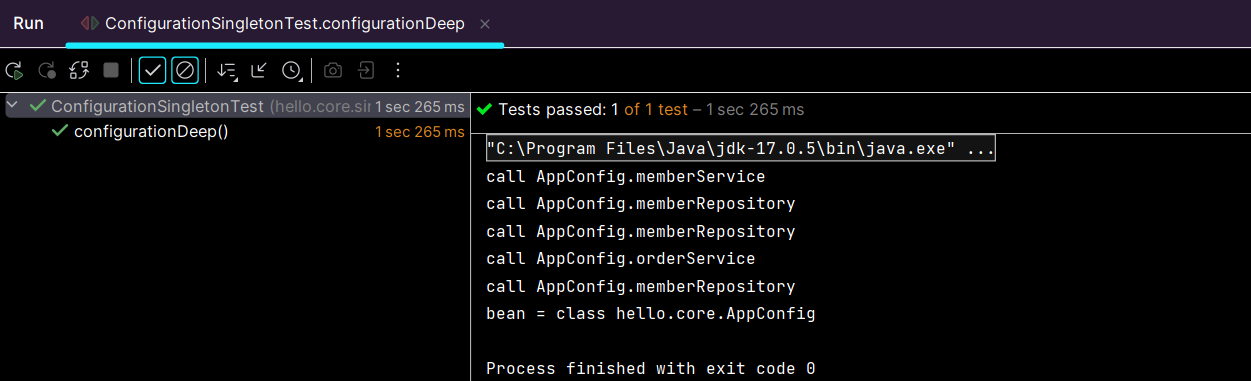 Run ConfigurationSingletonTest.configurationDeep
ConfigurationSingletonTest (hello.core.sir 1 sec 265 ms
configurationDeep() 1 sec 265 ms
Tests passed: 1 of 1 test – 1 sec 265 ms
"C:\Program Files\Java\jdk-17.0.5\bin\java.exe" ...
call AppConfig.memberService
call AppConfig.memberRepository
call AppConfig.memberRepository
call AppConfig.orderService
call AppConfig.memberRepository
bean = class hello.core.AppConfig
Process finished with exit code 0